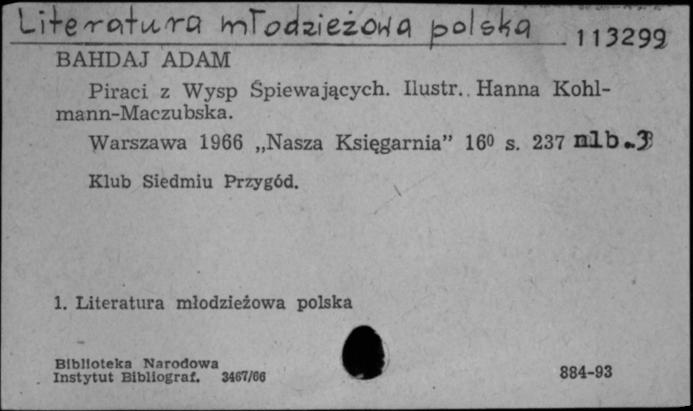 Literatura młodzieżowa polska
113299
BAHDAJ ADAM
Piraci z Wysp Śpiewających. Ilustr. Hanna Kohl-
mann-Maczubska.
Warszawa 1966 „Nasza Księgarnia” 16⁰ s. 237 nlb.3
Klub Siedmiu Przygód.
1. Literatura młodzieżowa polska
Biblioteka Narodowa
Instytut Bibliograf. 3467/66
884-93